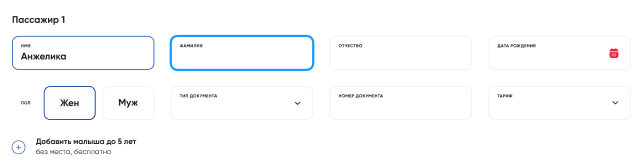 Пассажир 1
ИМЯ
Анжелика
ФАМИЛИЯ
ОТЧЕСТВО
ДАТА РОЖДЕНИЯ
ПОЛ
Жен
Муж
ТИП ДОКУМЕНТА
НОМЕР ДОКУМЕНТА
ТАРИФ
Добавить малыша до 5 лет
без места, бесплатно